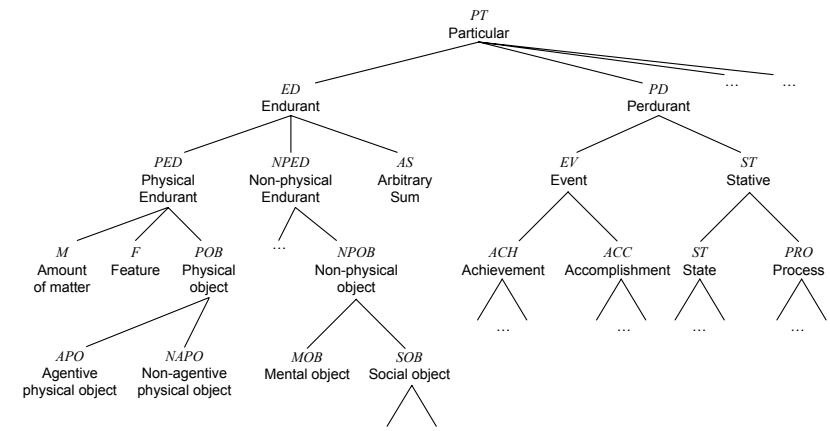 PT
Particular
... ...
ED PD
Endurant Perdurant
PED NPED AS EV ST
Physical Non-physical Arbitrary Event Stative
Endurant Endurant Sum
...
M F POB NPOB ACH ACC ST PRO
Amount Feature Physical Non-physical Achievement Accomplishment State Process
of matter object object
... ... ... ...
APO NAPO MOB SOB
Agentive Non-agentive Mental object Social object
physical object physical object